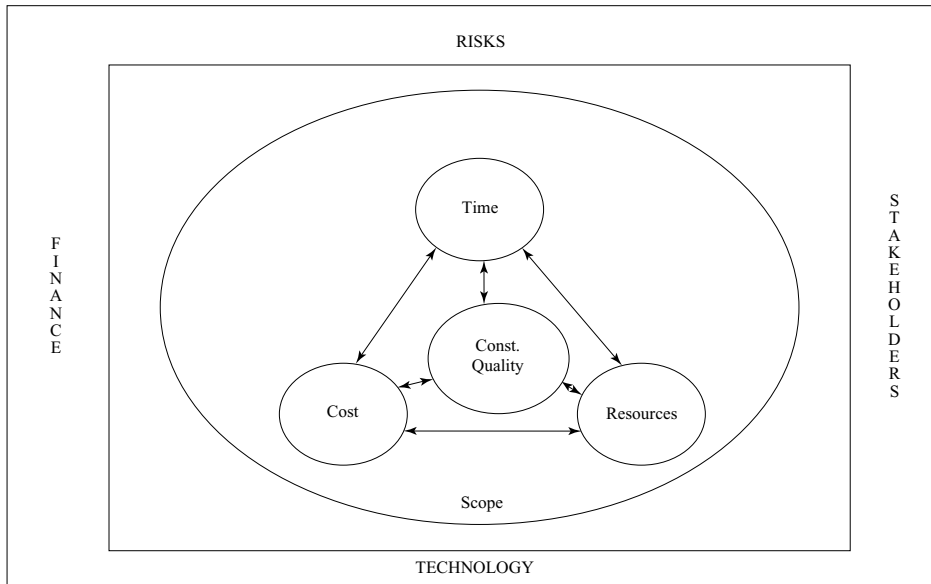 RISKS
Time
FINANCE
STAKEHOLDERS
Const.
Quality
Cost
Resources
Scope
TECHNOLOGY